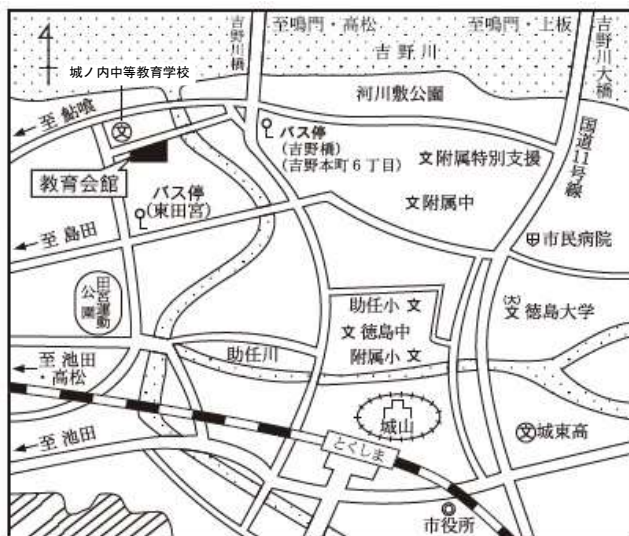 至鳴門・高松
至鳴門・上板
吉野川橋
吉野川
吉野川大橋
城ノ内中等教育学校
河川敷公園
至鮎喰
文
バス停
(吉野橋)
(吉野本町6丁目)
国道11号線
文附属特別支援
教育会館
バス停
(東田宮)
文附属中
至島田
市民病院
田宮運動
公園
助任小文
(大)
文徳島大学
文徳島中
助任川
附属小文
至池田
・高松
城山
至池田
とくしま
文城東高
市役所